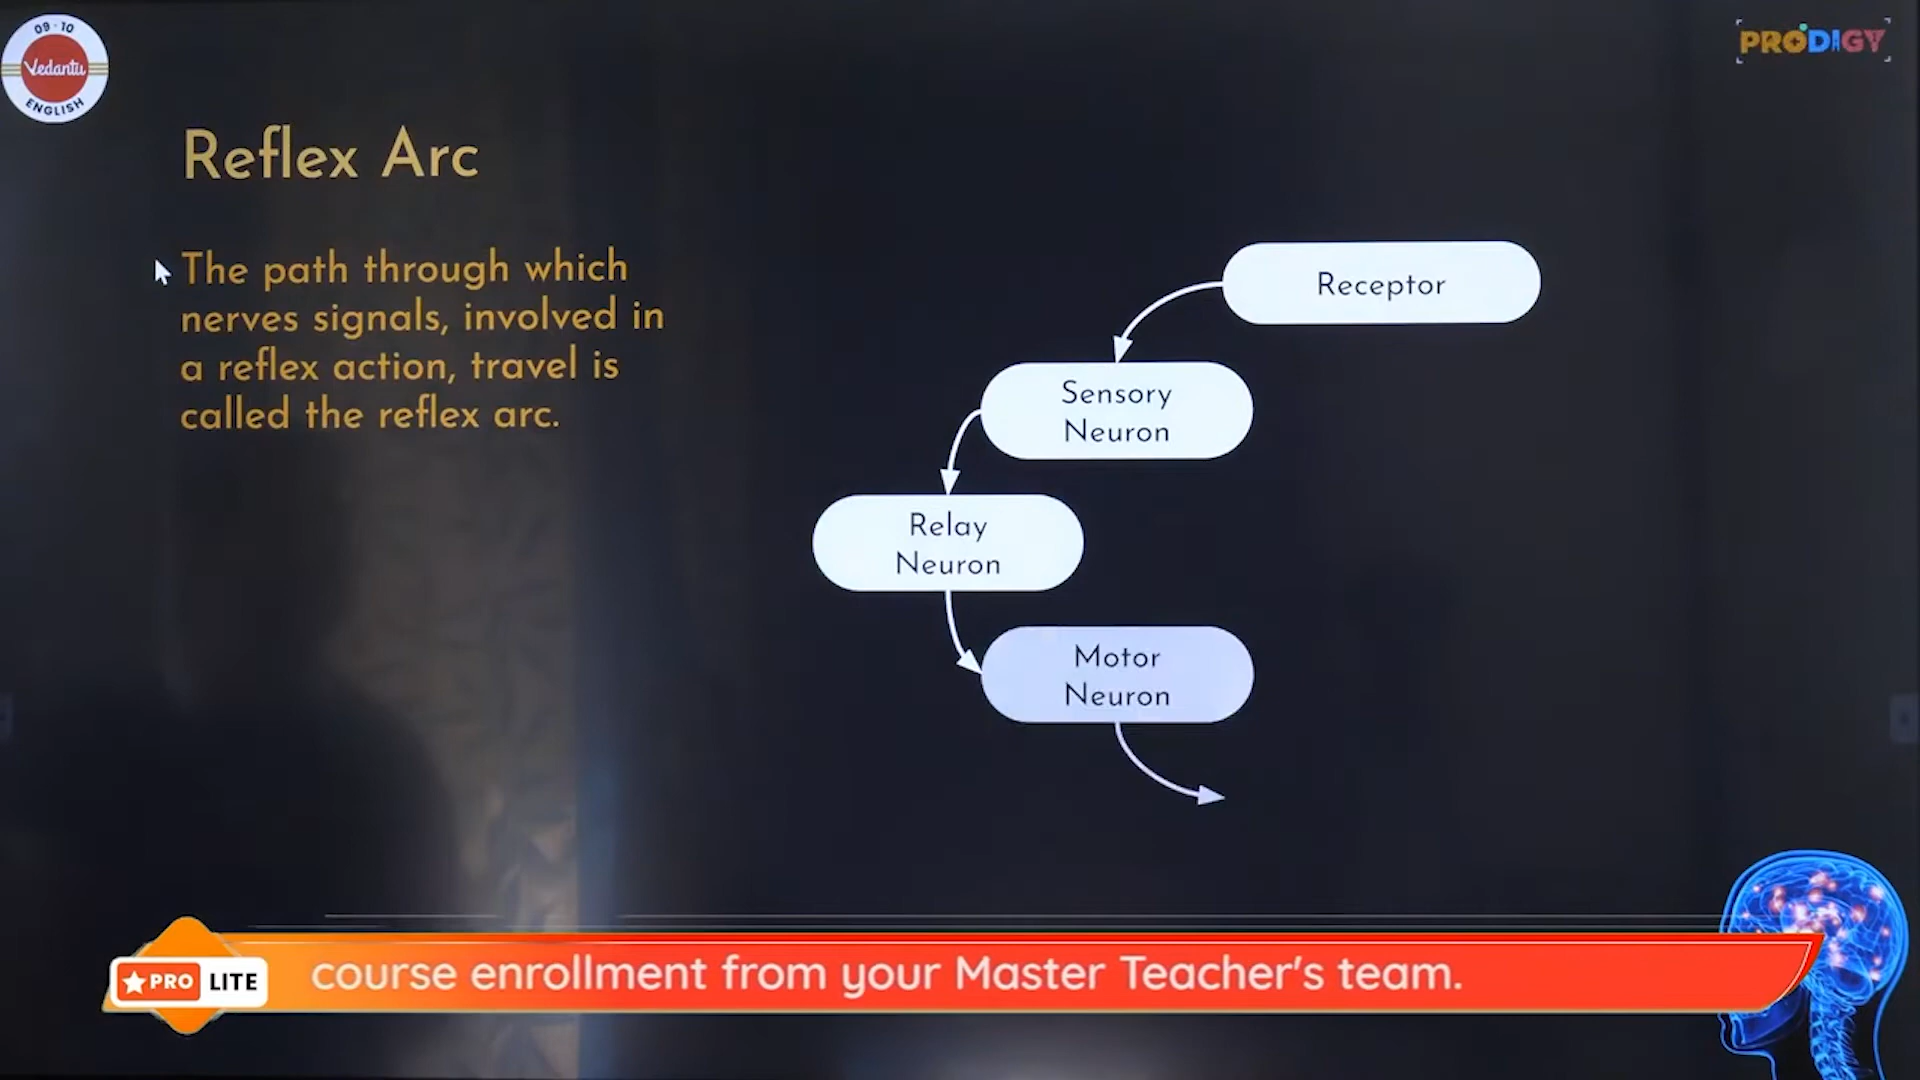 09-10
Vedantu
ENGLISH
PRODIGY
Reflex Arc
The path through which
nerves signals, involved in
a reflex action, travel is
called the reflex arc.
Receptor
Sensory
Neuron
Relay
Neuron
Motor
Neuron
PRO LITE
course enrollment from your Master Teacher's team.